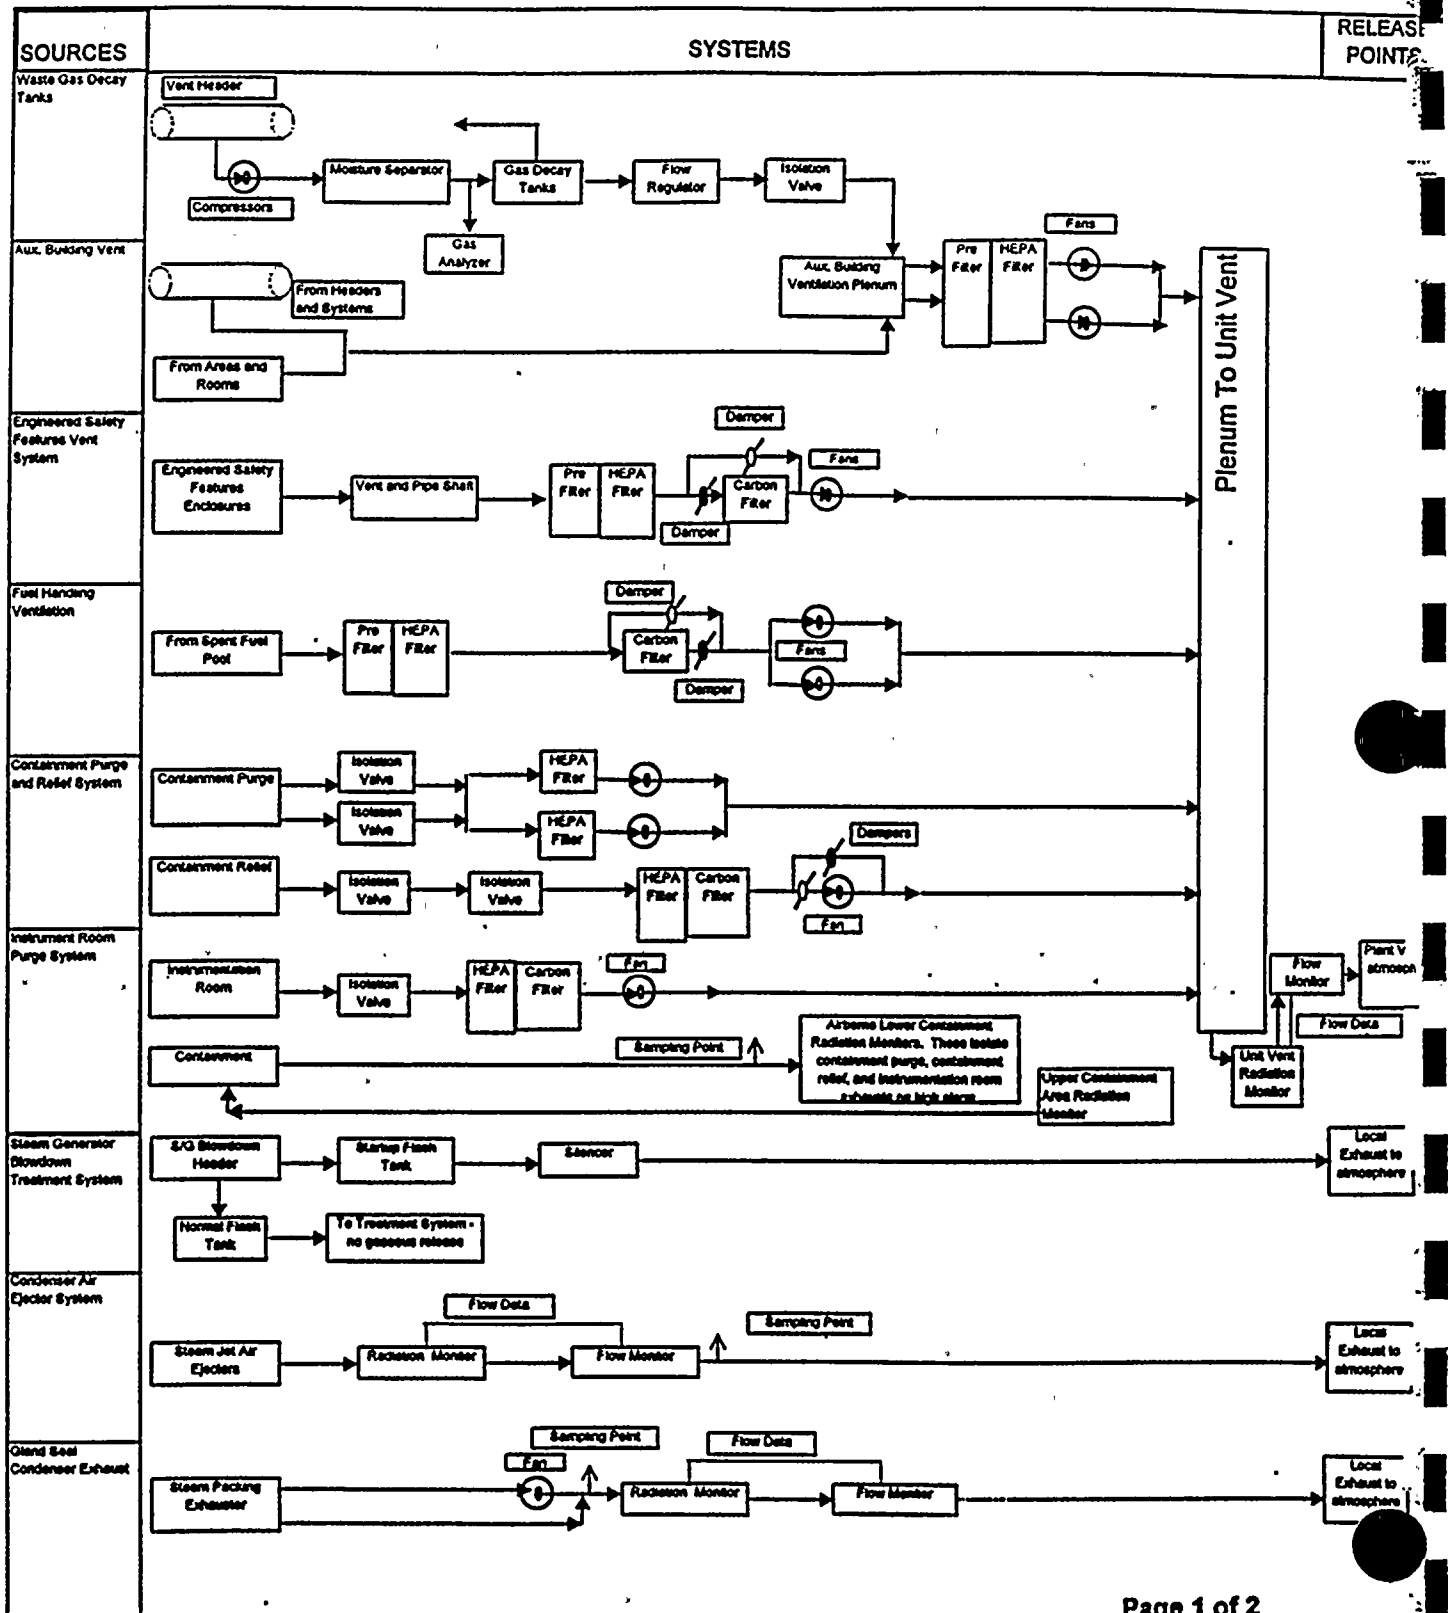 SOURCES
SYSTEMS
RELEASE
POINTS
Waste Gas Decay
Tanks
Vent Header
Compressors
Moisture Separator
Gas
Analyzer
Gas Decay
Tanks
Flow
Regulator
Isolation
Valve
Aux. Building Vent
From Headers
and Systems
From Areas and
Rooms
Aux. Building
Ventilation Plenum
Pre
Filter
HEPA
Filter
Fans
Plenum To Unit Vent
Engineered Safety
Features Vent
System
Engineered Safety
Features
Enclosures
Vent and Pipe Shaft
Pre
Filter
HEPA
Filter
Damper
Carbon
Filter
Damper
Fans
Fuel Handling
Ventilation
From Spent Fuel
Pool
Pre
Filter
HEPA
Filter
Damper
Carbon
Filter
Damper
Fans
Containment Purge
and Relief System
Containment Purge
Isolation
Valve
Isolation
Valve
HEPA
Filter
HEPA
Filter
Containment Relief
Isolation
Valve
Isolation
Valve
HEPA
Filter
Carbon
Filter
Dampers
Fan
Instrument Room
Purge System
Instrumentation
Room
Isolation
Valve
HEPA
Filter
Carbon
Filter
Fan
Flow
Monitor
Plant V
atmosph
Flow Data
Unit Vent
Radiation
Monitor
Containment
Sampling Point
Airborne Lower Containment
Radiation Monitors. These isolate
containment purge, containment
relief, and instrumentation room
exhausts on high alarm
Upper Containment
Area Radiation
Monitor
Steam Generator
Blowdown
Treatment System
S/G Blowdown
Header
Startup Flash
Tank
Silencer
Local
Exhaust to
atmosphere
Normal Flash
Tank
To Treatment System -
no gaseous release
Condenser Air
Ejector System
Flow Data
Sampling Point
Steam Jet Air
Ejectors
Radiation Monitor
Flow Monitor
Local
Exhaust to
atmosphere
Gland Seal
Condenser Exhaust
Sampling Point
Fan
Flow Data
Steam Packing
Exhauster
Radiation Monitor
Flow Monitor
Local
Exhaust to
atmosphere
Page 1 of 2